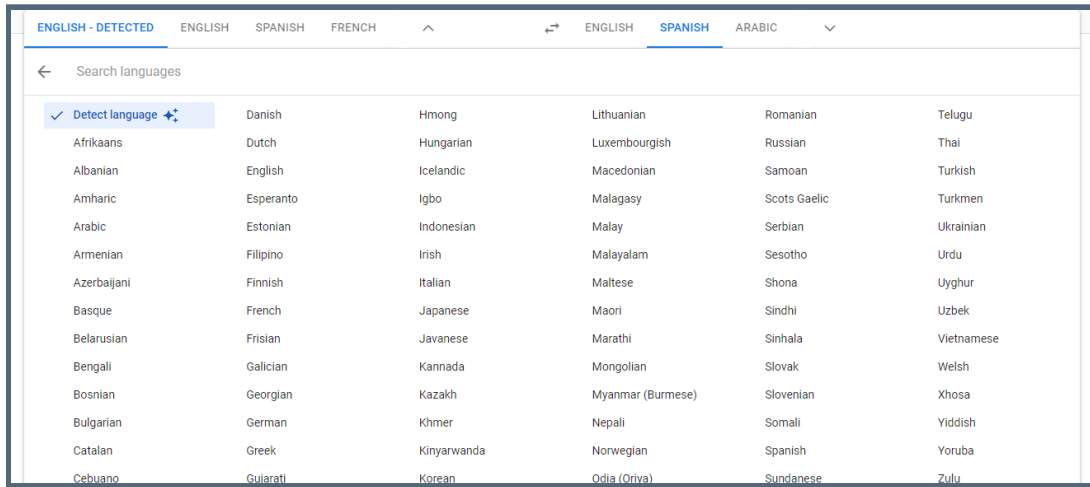 ENGLISH - DETECTED ENGLISH SPANISH FRENCH ENGLISH SPANISH ARABIC
Search languages
Detect language Danish Hmong Lithuanian Romanian Telugu
Afrikaans Dutch Hungarian Luxembourgish Russian Thai
Albanian English Icelandic Macedonian Samoan Turkish
Amharic Esperanto Igbo Malagasy Scots Gaelic Turkmen
Arabic Estonian Indonesian Malay Serbian Ukrainian
Armenian Filipino Irish Malayalam Sesotho Urdu
Azerbaijani Finnish Italian Maltese Shona Uyghur
Basque French Japanese Maori Sindhi Uzbek
Belarusian Frisian Javanese Marathi Sinhala Vietnamese
Bengali Galician Kannada Mongolian Slovak Welsh
Bosnian Georgian Kazakh Myanmar (Burmese) Slovenian Xhosa
Bulgarian German Khmer Nepali Somali Yiddish
Catalan Greek Kinyarwanda Norwegian Spanish Yoruba
Cebuano Gujarati Korean Odia (Oriya) Sundanese Zulu